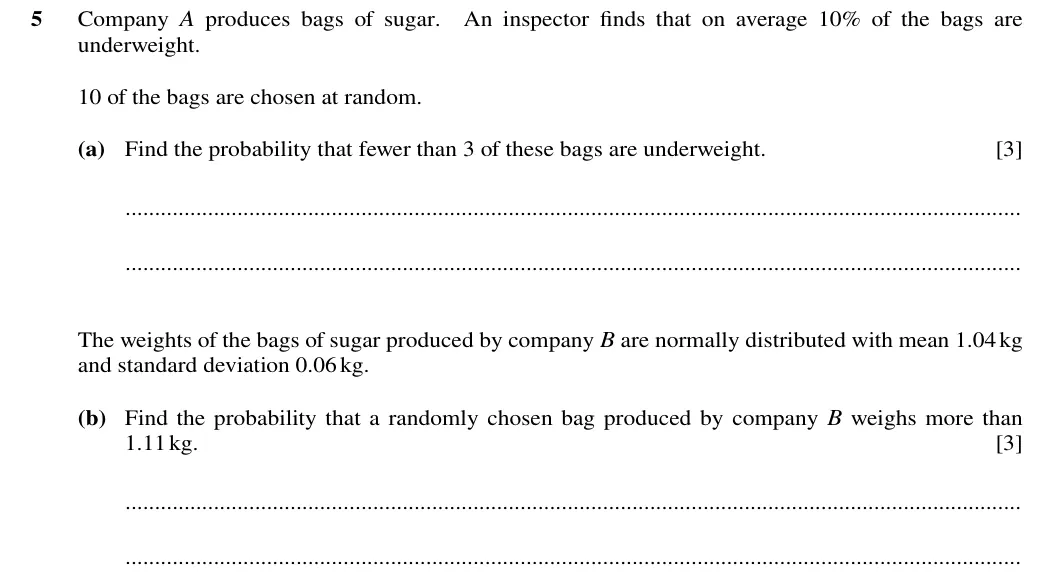 5 Company A produces bags of sugar. An inspector finds that on average 10% of the bags are
underweight.
10 of the bags are chosen at random.
(a) Find the probability that fewer than 3 of these bags are underweight. [3]
................................................................................................................................................
................................................................................................................................................
The weights of the bags of sugar produced by company B are normally distributed with mean 1.04 kg
and standard deviation 0.06 kg.
(b) Find the probability that a randomly chosen bag produced by company B weighs more than
1.11 kg. [3]
................................................................................................................................................
................................................................................................................................................